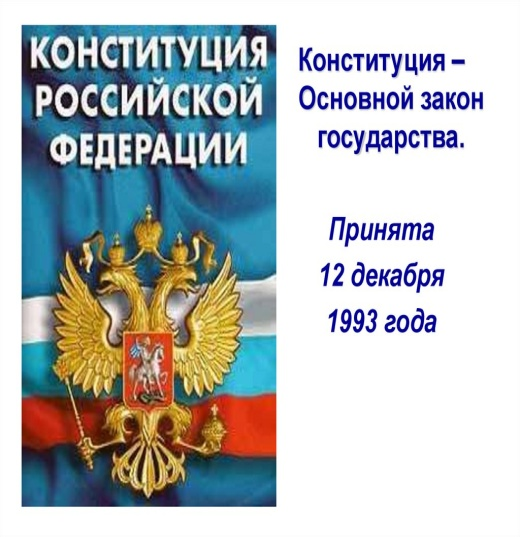 КОНСТИТУЦИЯ
РОССИЙСКОЙ
ФЕДЕРАЦИИ
Конституция –
Основной закон
государства.
Принята
12 декабря
1993 года